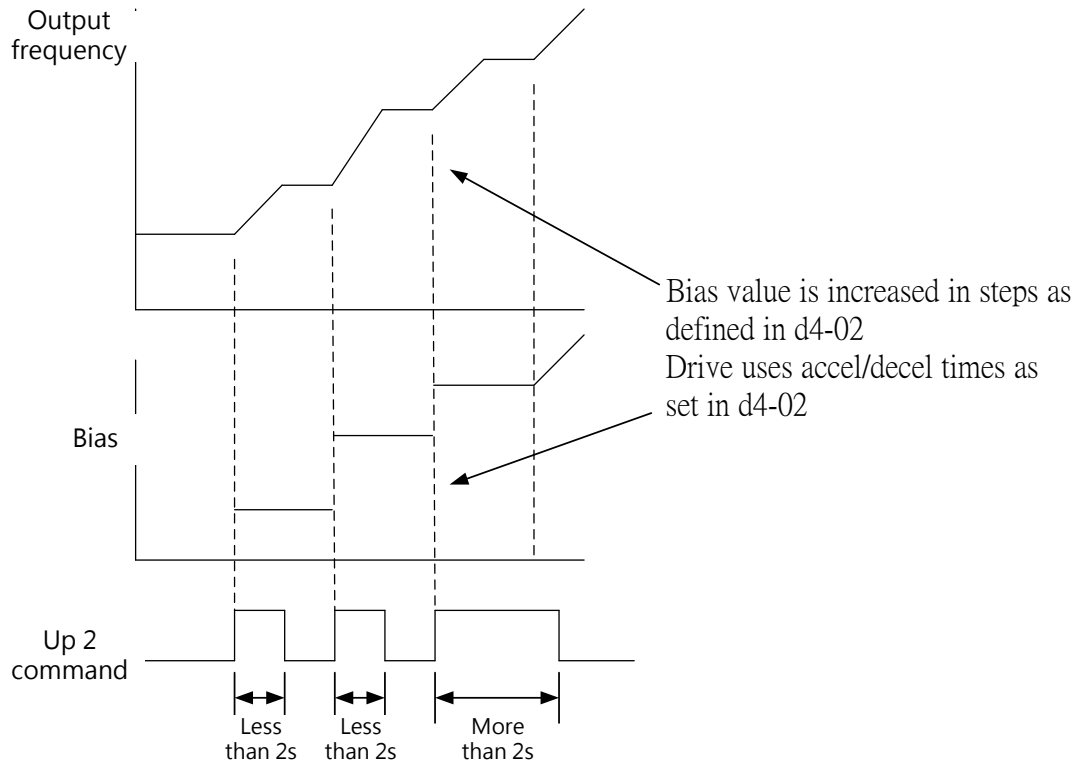 Output
frequency
Bias value is increased in steps as
defined in d4-02
Drive uses accel/decel times as
set in d4-02
Bias
Up 2
command
Less
than 2s
Less
than 2s
More
than 2s